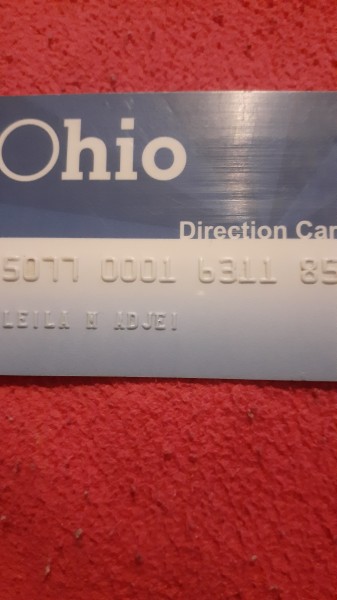 Ohio
Direction Car
5077 0001 6311 85
LEILA N ADJEI